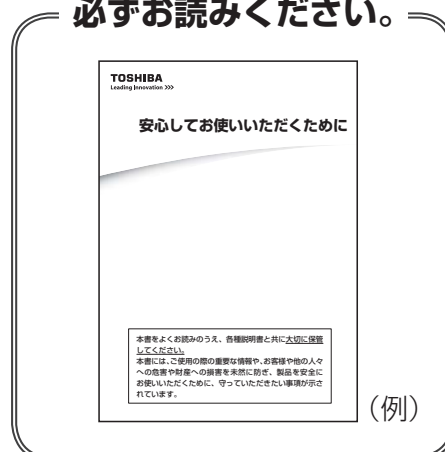 必ずお読みください。
TOSHIBA
Leading Innovation >>>
安心してお使いいただくために
本書をよくお読みのうえ、各種説明書と共に大切に保管
してください。
本書には、ご使用の際の重要な情報や、お客様や他の人々
への危害や財産への損害を未然に防ぎ、製品を安全に
お使いいただくために、守っていただきたい事項が示さ
れています。
(例)